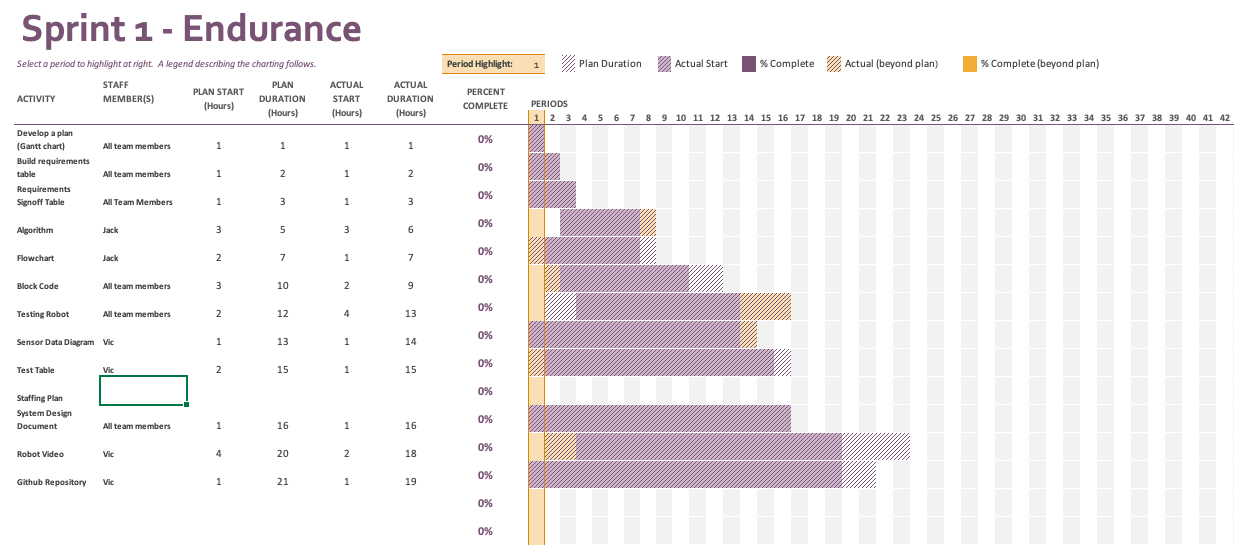 Sprint 1 - Endurance
Select a period to highlight at right.  A legend describing the charting follows.
Period Highlight: 1
Plan Duration
Actual Start
% Complete
Actual (beyond plan)
% Complete (beyond plan)
ACTIVITY
STAFF
MEMBER(S)
PLAN START
(Hours)
PLAN
DURATION
(Hours)
ACTUAL
START
(Hours)
ACTUAL
DURATION
(Hours)
PERCENT
COMPLETE
PERIODS
1 2 3 4 5 6 7 8 9 10 11 12 13 14 15 16 17 18 19 20 21 22 23 24 25 26 27 28 29 30 31 32 33 34 35 36 37 38 39 40 41 42
Develop a plan
(Gantt chart) All team members 1 1 1 1 0%
Build requirements
table All team members 1 2 1 2 0%
Requirements
Signoff Table All Team Members 1 3 1 3 0%
Algorithm Jack 3 5 3 6 0%
Flowchart Jack 2 7 1 7 0%
Block Code All team members 3 10 2 9 0%
Testing Robot All team members 2 12 4 13 0%
Sensor Data Diagram Vic 1 13 1 14 0%
Test Table Vic 2 15 1 15 0%
Staffing Plan 0%
System Design
Document All team members 1 16 1 16 0%
Robot Video Vic 4 20 2 18 0%
Github Repository Vic 1 21 1 19 0%
0%
0%